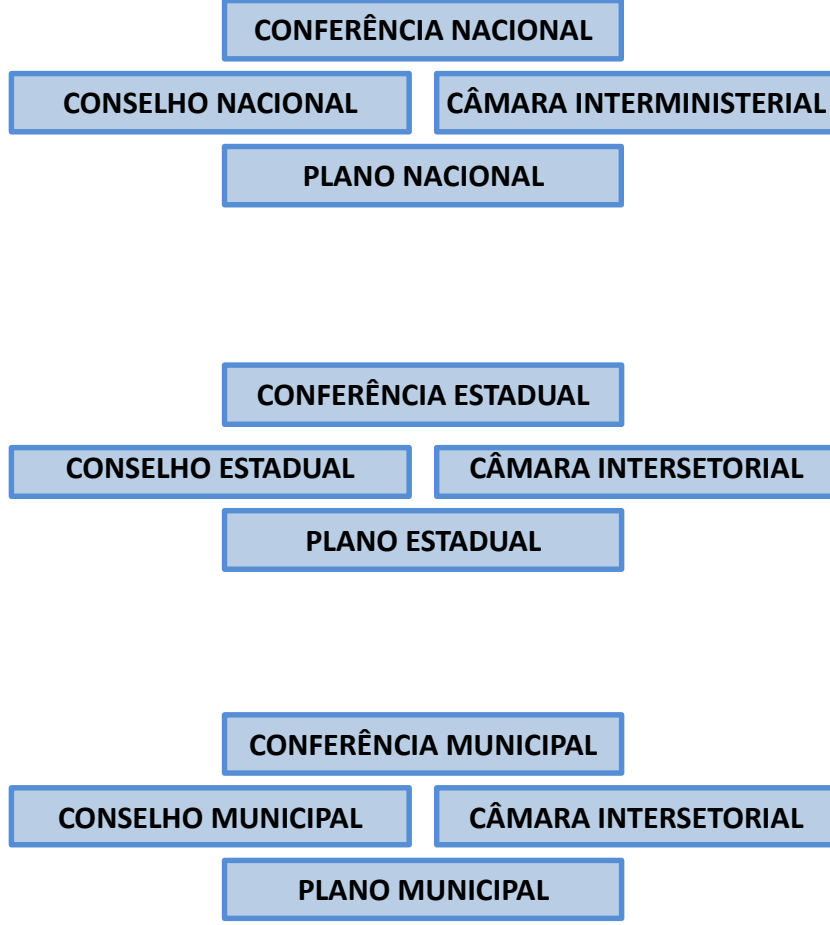 CONFERÊNCIA NACIONAL
CONSELHO NACIONAL
CÂMARA INTERMINISTERIAL
PLANO NACIONAL
CONFERÊNCIA ESTADUAL
CONSELHO ESTADUAL
CÂMARA INTERSETORIAL
PLANO ESTADUAL
CONFERÊNCIA MUNICIPAL
CONSELHO MUNICIPAL
CÂMARA INTERSETORIAL
PLANO MUNICIPAL